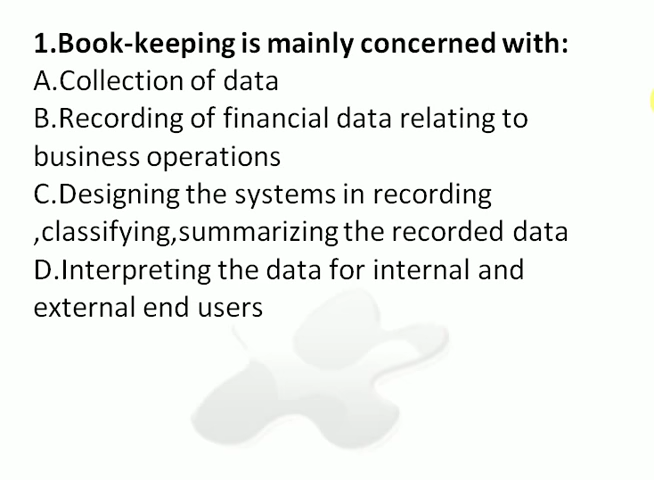 1.Book-keeping is mainly concerned with:
A.Collection of data
B.Recording of financial data relating to
business operations
C.Designing the systems in recording
,classifying,summarizing the recorded data
D.Interpreting the data for internal and
external end users